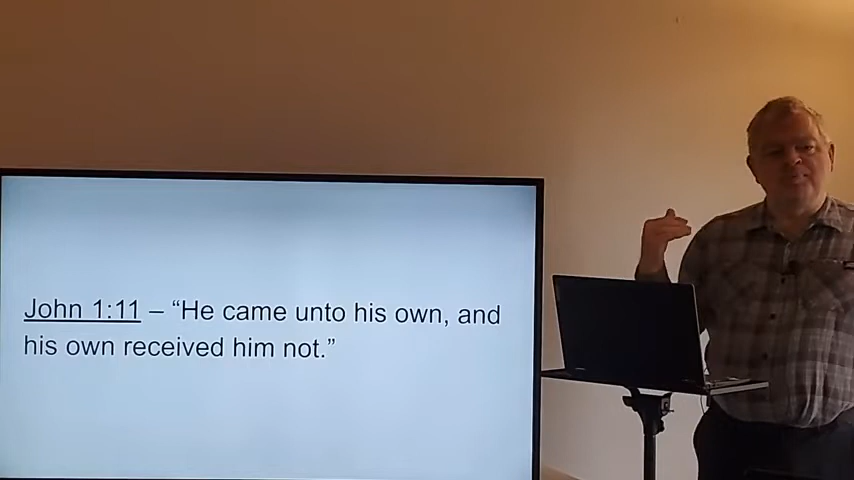 John 1:11 – “He came unto his own, and
his own received him not.”